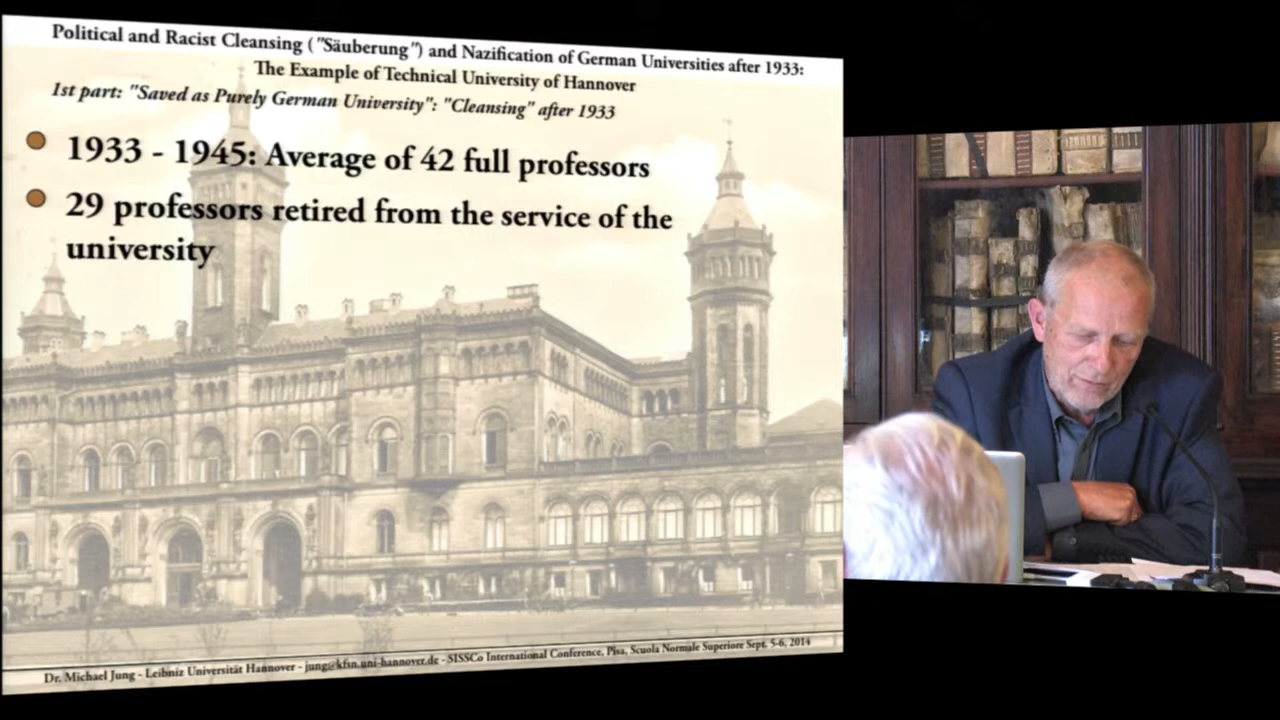 Political and Racist Cleansing ("Säuberung") and Nazification of German Universities after 1933:
The Example of Technical University of Hannover
1st part: "Saved as Purely German University": "Cleansing" after 1933
1933 - 1945: Average of 42 full professors
29 professors retired from the service of the
university
Dr. Michael Jung - Leibniz Universität Hannover - jung@kfsn.uni-hannover.de - SISSCo International Conference, Pisa, Scuola Normale Superiore Sept. 5-6, 2014